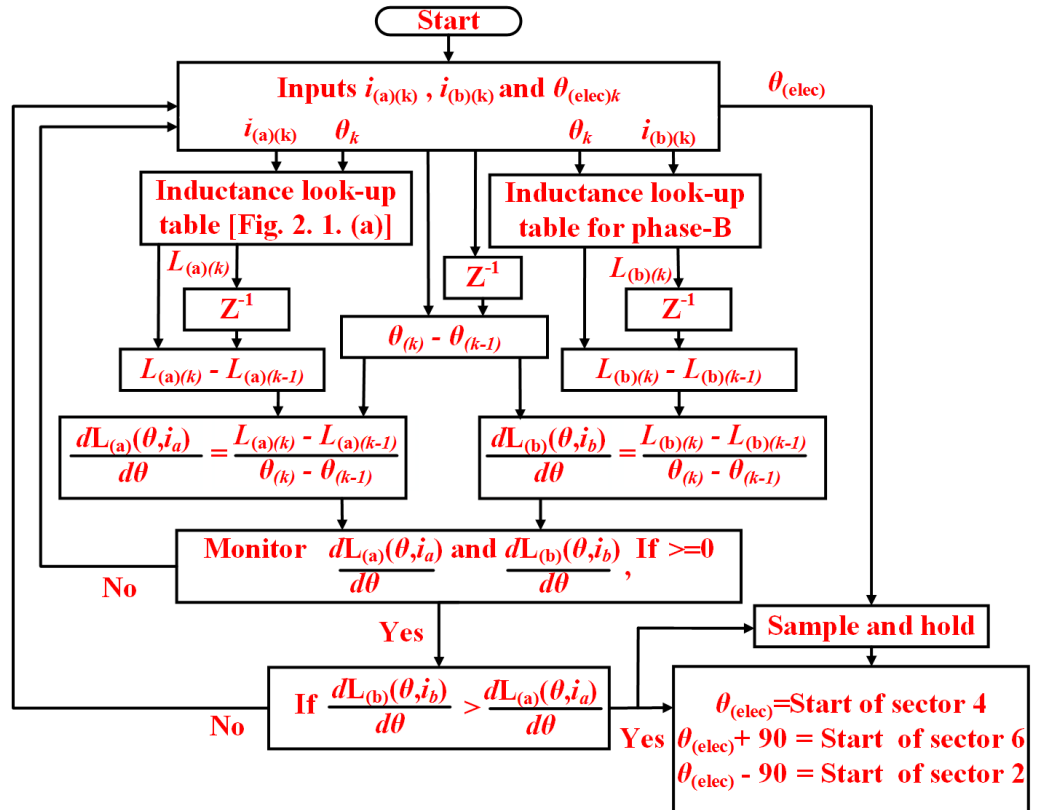 Start
Inputs i(a)(k) , i(b)(k) and θ(elec)k
θ(elec)
i(a)(k) θk θk i(b)(k)
Inductance look-up
table [Fig. 2. 1. (a)]
Inductance look-up
table for phase-B
L(a)(k)
Z-1
Z-1
L(b)(k)
Z-1
θ(k) - θ(k-1)
L(a)(k) - L(a)(k-1)
L(b)(k) - L(b)(k-1)
dL(a)(θ,ia)
dθ
=
L(a)(k) - L(a)(k-1)
θ(k) - θ(k-1)
dL(b)(θ,ib)
dθ
=
L(b)(k) - L(b)(k-1)
θ(k) - θ(k-1)
Monitor dL(a)(θ,ia) and dL(b)(θ,ib) , If >=0
dθ dθ
No
Yes
Sample and hold
If dL(b)(θ,ib) > dL(a)(θ,ia)
dθ dθ
No
Yes
θ(elec)=Start of sector 4
θ(elec)+ 90 = Start of sector 6
θ(elec) - 90 = Start of sector 2